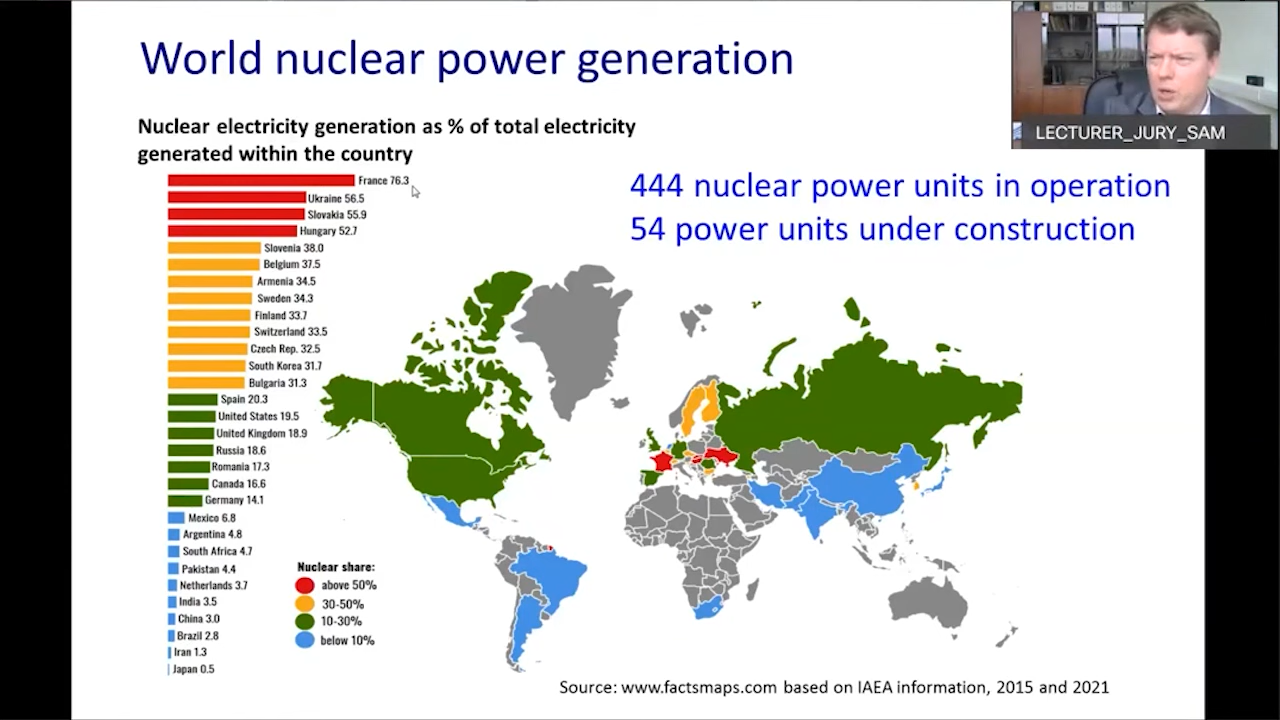 World nuclear power generation
LECTURER_JURY_SAM
Nuclear electricity generation as % of total electricity
generated within the country
444 nuclear power units in operation
54 power units under construction
France 76.3
Ukraine 56.5
Slovakia 55.9
Hungary 52.7
Slovenia 38.0
Belgium 37.5
Armenia 34.5
Sweden 34.3
Finland 33.7
Switzerland 33.5
Czech Rep. 32.5
South Korea 31.7
Bulgaria 31.3
Spain 20.3
United States 19.5
United Kingdom 18.9
Russia 18.6
Romania 17.3
Canada 16.6
Germany 14.1
Mexico 6.8
Argentina 4.8
South Africa 4.7
Pakistan 4.4
Netherlands 3.7
India 3.5
China 3.0
Brazil 2.8
Iran 1.3
Japan 0.5
Nuclear share:
above 50%
30-50%
10-30%
below 10%
Source: www.factsmaps.com based on IAEA information, 2015 and 2021